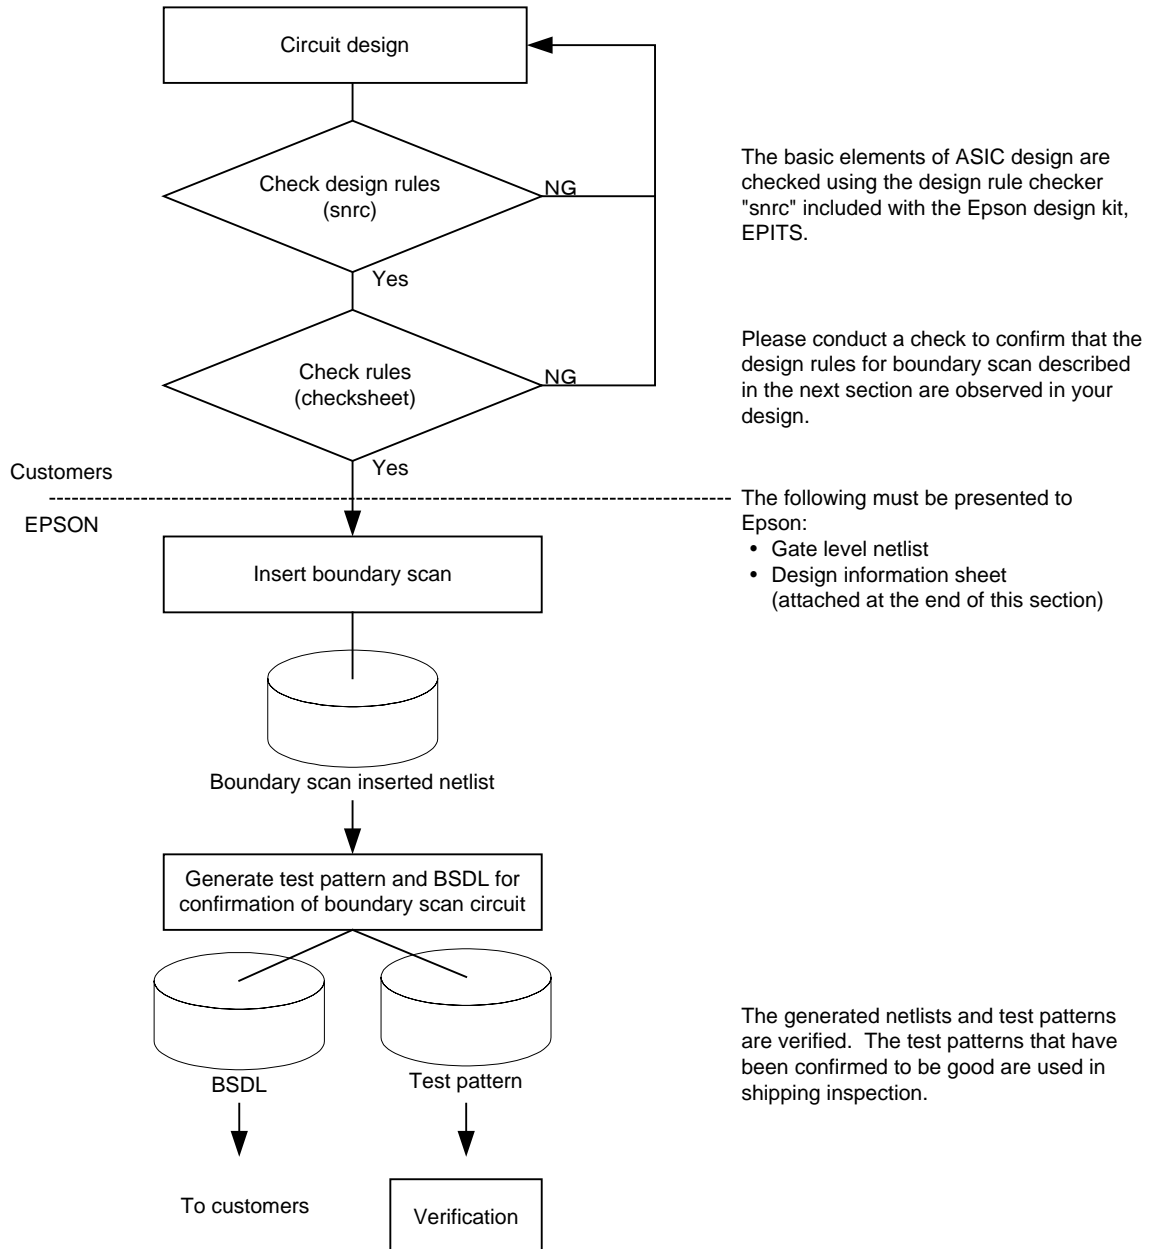 Circuit design
Check design rules
(snrc)
NG
Yes
The basic elements of ASIC design are
checked using the design rule checker
"snrc" included with the Epson design kit,
EPITS.
Check rules
(checksheet)
NG
Yes
Please conduct a check to confirm that the
design rules for boundary scan described
in the next section are observed in your
design.
Customers
EPSON
The following must be presented to
Epson:
• Gate level netlist
• Design information sheet
(attached at the end of this section)
Insert boundary scan
Boundary scan inserted netlist
Generate test pattern and BSDL for
confirmation of boundary scan circuit
BSDL
Test pattern
The generated netlists and test patterns
are verified. The test patterns that have
been confirmed to be good are used in
shipping inspection.
To customers
Verification